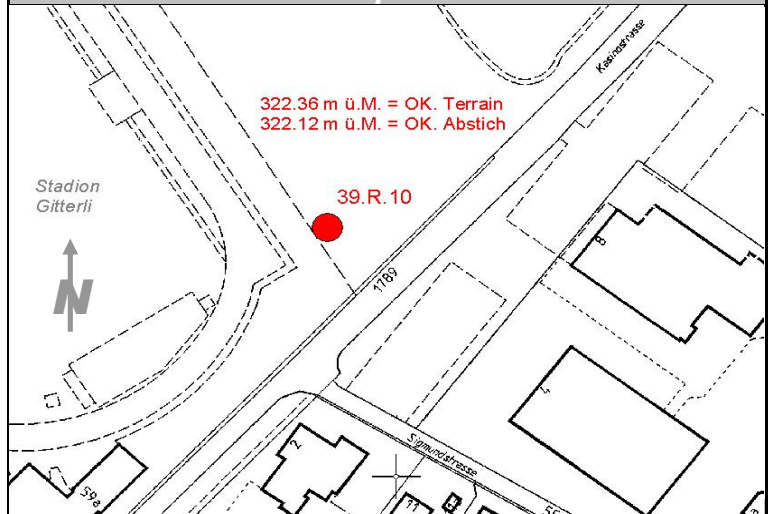 Kasinostrasse
322.36 m ü.M. = OK. Terrain
322.12 m ü.M. = OK. Abstich
Stadion
Gitterli
39.R.10
8
N
1789
Sigmundstrasse
2
59a
11